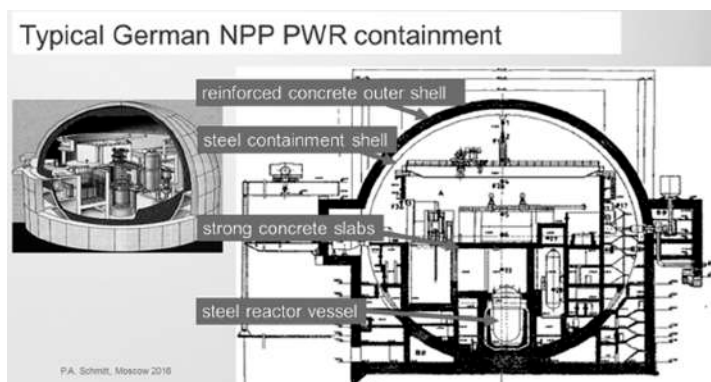 Typical German NPP PWR containment
reinforced concrete outer shell
steel containment shell
strong concrete slabs
steel reactor vessel
P.A. Schmitt, Moscow 2016